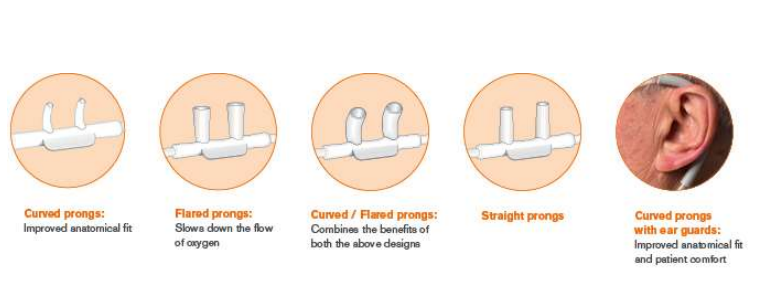 Curved prongs:
Improved anatomical fit
Flared prongs:
Slows down the flow
of oxygen
Curved / Flared prongs:
Combines the benefits of
both the above designs
Straight prongs
Curved prongs
with ear guards:
Improved anatomical fit
and patient comfort